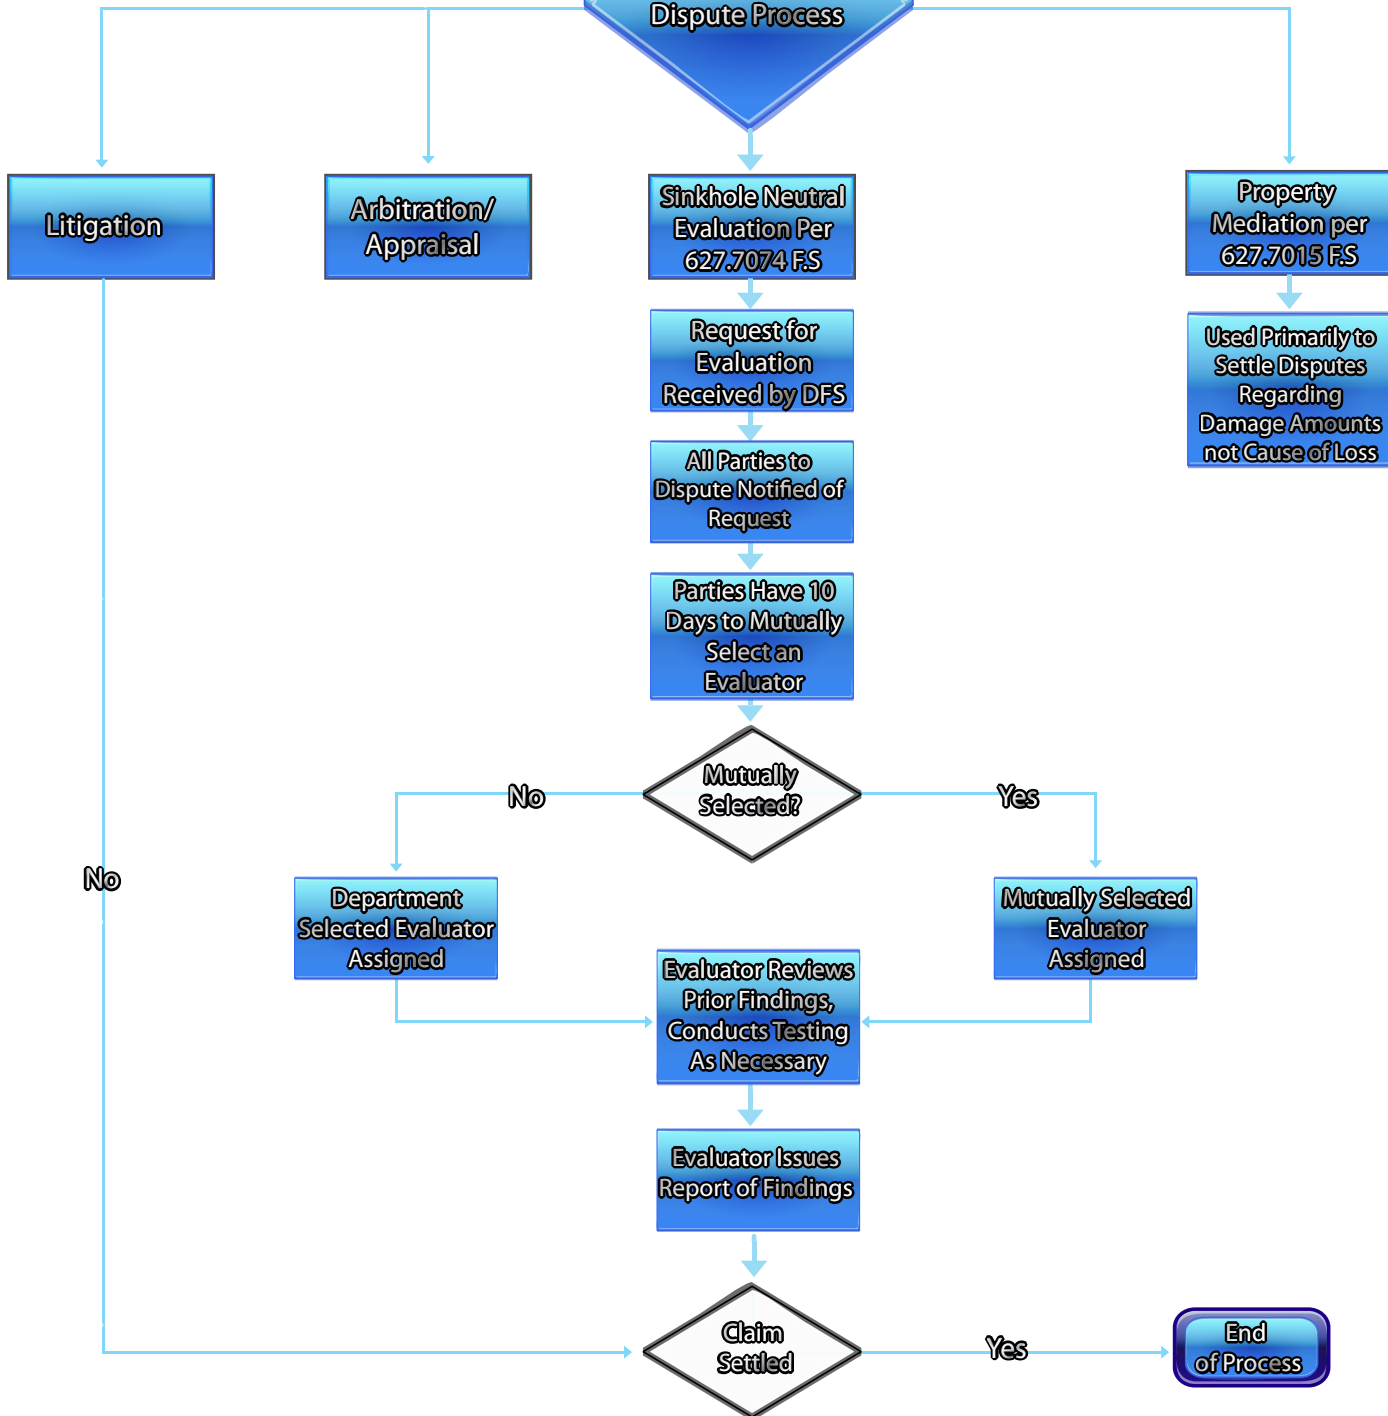 Dispute Process
Litigation
Arbitration/
Appraisal
Sinkhole Neutral
Evaluation Per
627.7074 F.S
Property
Mediation per
627.7015 F.S
Request for
Evaluation
Received by DFS
Used Primarily to
Settle Disputes
Regarding
Damage Amounts
not Cause of Loss
All Parties to
Dispute Notified of
Request
Parties Have 10
Days to Mutually
Select an
Evaluator
Mutually
Selected?
No
Yes
No
Department
Selected Evaluator
Assigned
Mutually Selected
Evaluator
Assigned
Evaluator Reviews
Prior Findings,
Conducts Testing
As Necessary
Evaluator Issues
Report of Findings
Claim
Settled
Yes
End
of Process